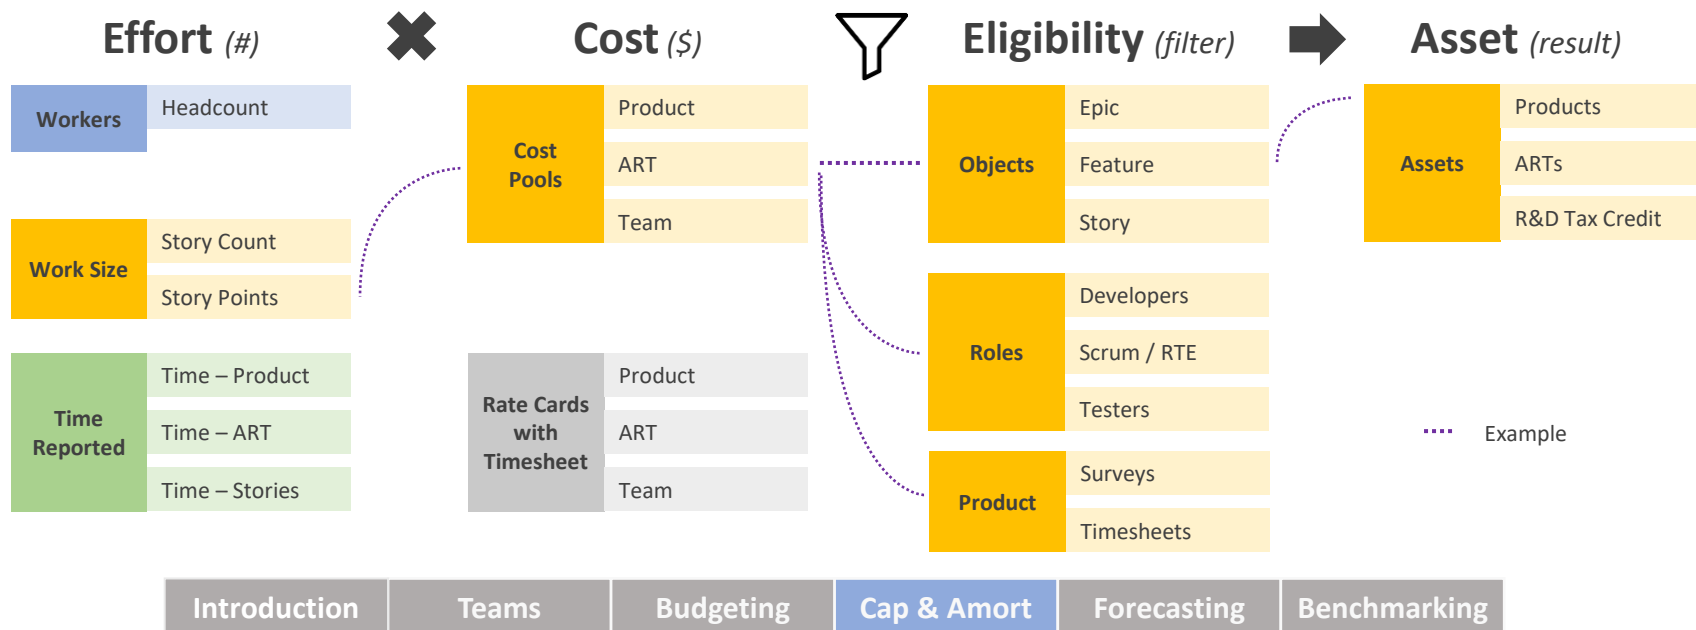 Effort (#)
Cost ($)
Eligibility (filter)
Asset (result)
Workers
Headcount
Work Size
Story Count
Story Points
Time
Reported
Time – Product
Time – ART
Time – Stories
Cost
Pools
Product
ART
Team
Rate Cards
with
Timesheet
Product
ART
Team
Objects
Epic
Feature
Story
Roles
Developers
Scrum / RTE
Testers
Product
Surveys
Timesheets
Assets
Products
ARTs
R&D Tax Credit
Example
Introduction
Teams
Budgeting
Cap & Amort
Forecasting
Benchmarking